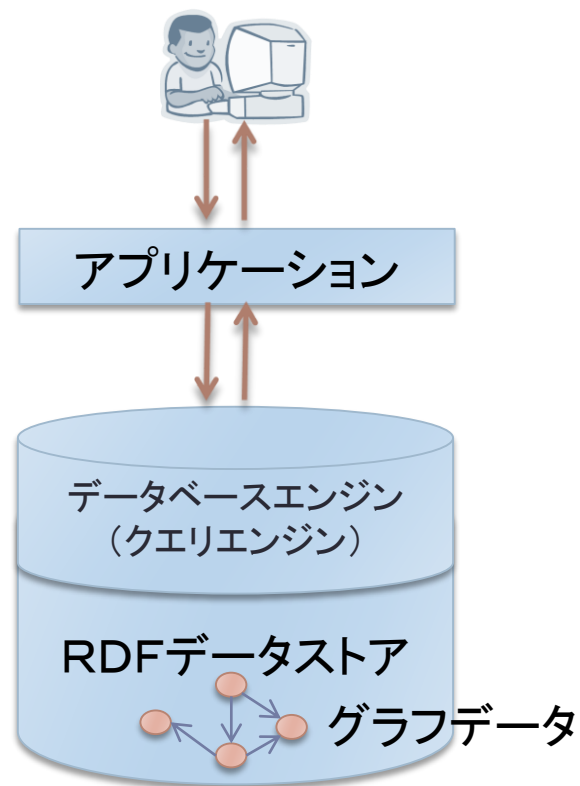 アプリケーション
データベースエンジン
（クエリエンジン）
RDFデータストア
グラフデータ